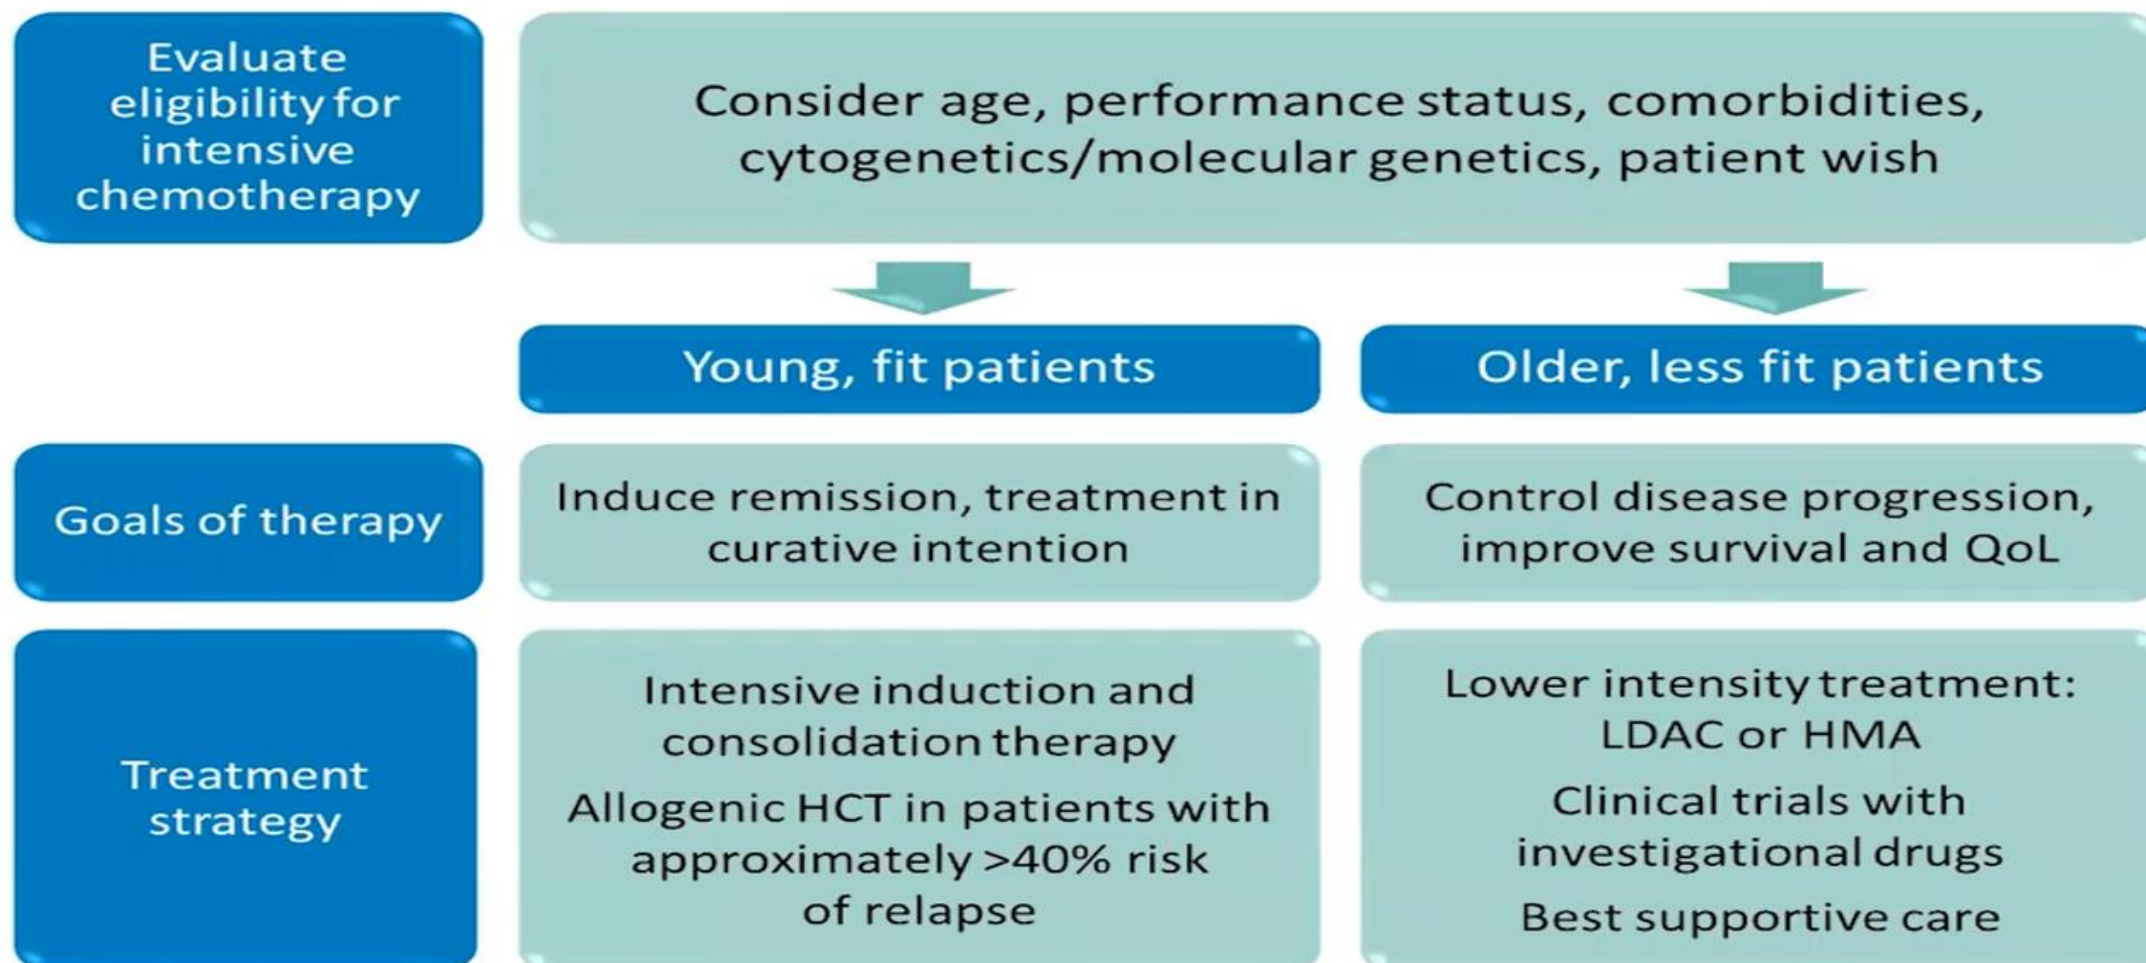 Evaluate
eligibility for
intensive
chemotherapy
Consider age, performance status, comorbidities,
cytogenetics/molecular genetics, patient wish
Young, fit patients
Older, less fit patients
Goals of therapy
Induce remission, treatment in
curative intention
Control disease progression,
improve survival and QoL
Treatment
strategy
Intensive induction and
consolidation therapy
Allogenic HCT in patients with
approximately >40% risk
of relapse
Lower intensity treatment:
LDAC or HMA
Clinical trials with
investigational drugs
Best supportive care